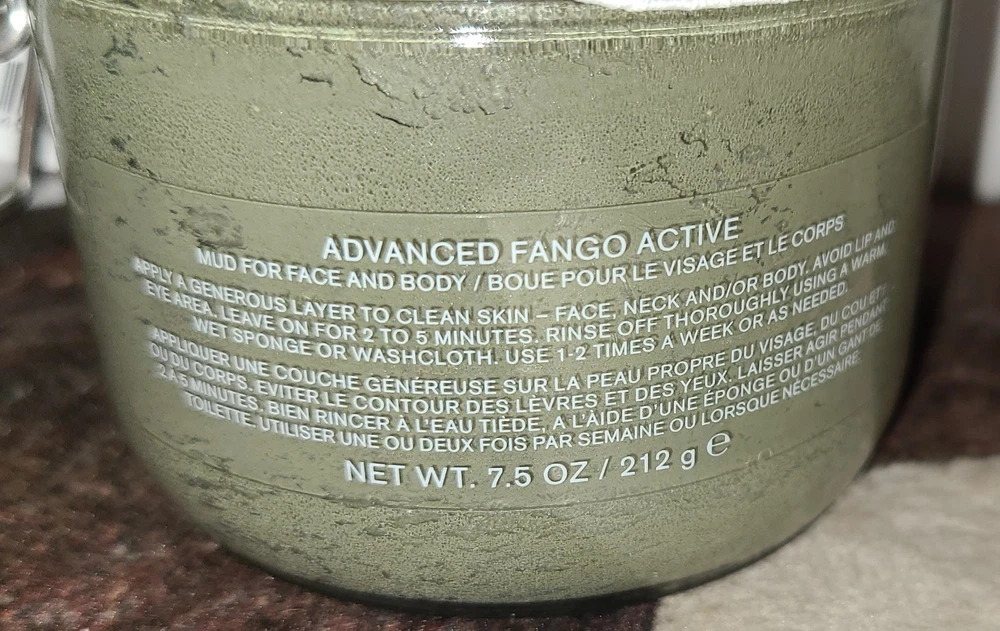 ADVANCED FANGO ACTIVE
MUD FOR FACE AND BODY / BOUE POUR LE VISAGE ET LE CORPS
APPLY A GENEROUS LAYER TO CLEAN SKIN – FACE, NECK AND/OR BODY. AVOID LIP AND
EYE AREA. LEAVE ON FOR 2 TO 5 MINUTES. RINSE OFF THOROUGHLY USING A WARM,
WET SPONGE OR WASHCLOTH. USE 1-2 TIMES A WEEK OR AS NEEDED.
APPLIQUER UNE COUCHE GÉNÉREUSE SUR LA PEAU PROPRE DU VISAGE, DU COU ET/
OU DU CORPS. EVITER LE CONTOUR DES LÈVRES ET DES YEUX. LAISSER AGIR PENDANT
2 À 5 MINUTES. BIEN RINCER À L'EAU TIÈDE, A L'ÀIDE D'UNE ÉPONGE OU D'UN GANT DE
TOILETTE. UTILISER UNE OU DEUX FOIS PAR SEMAINE OU LORSQUE NÉCESSAIRE.
NET WT. 7.5 OZ / 212 g ℮